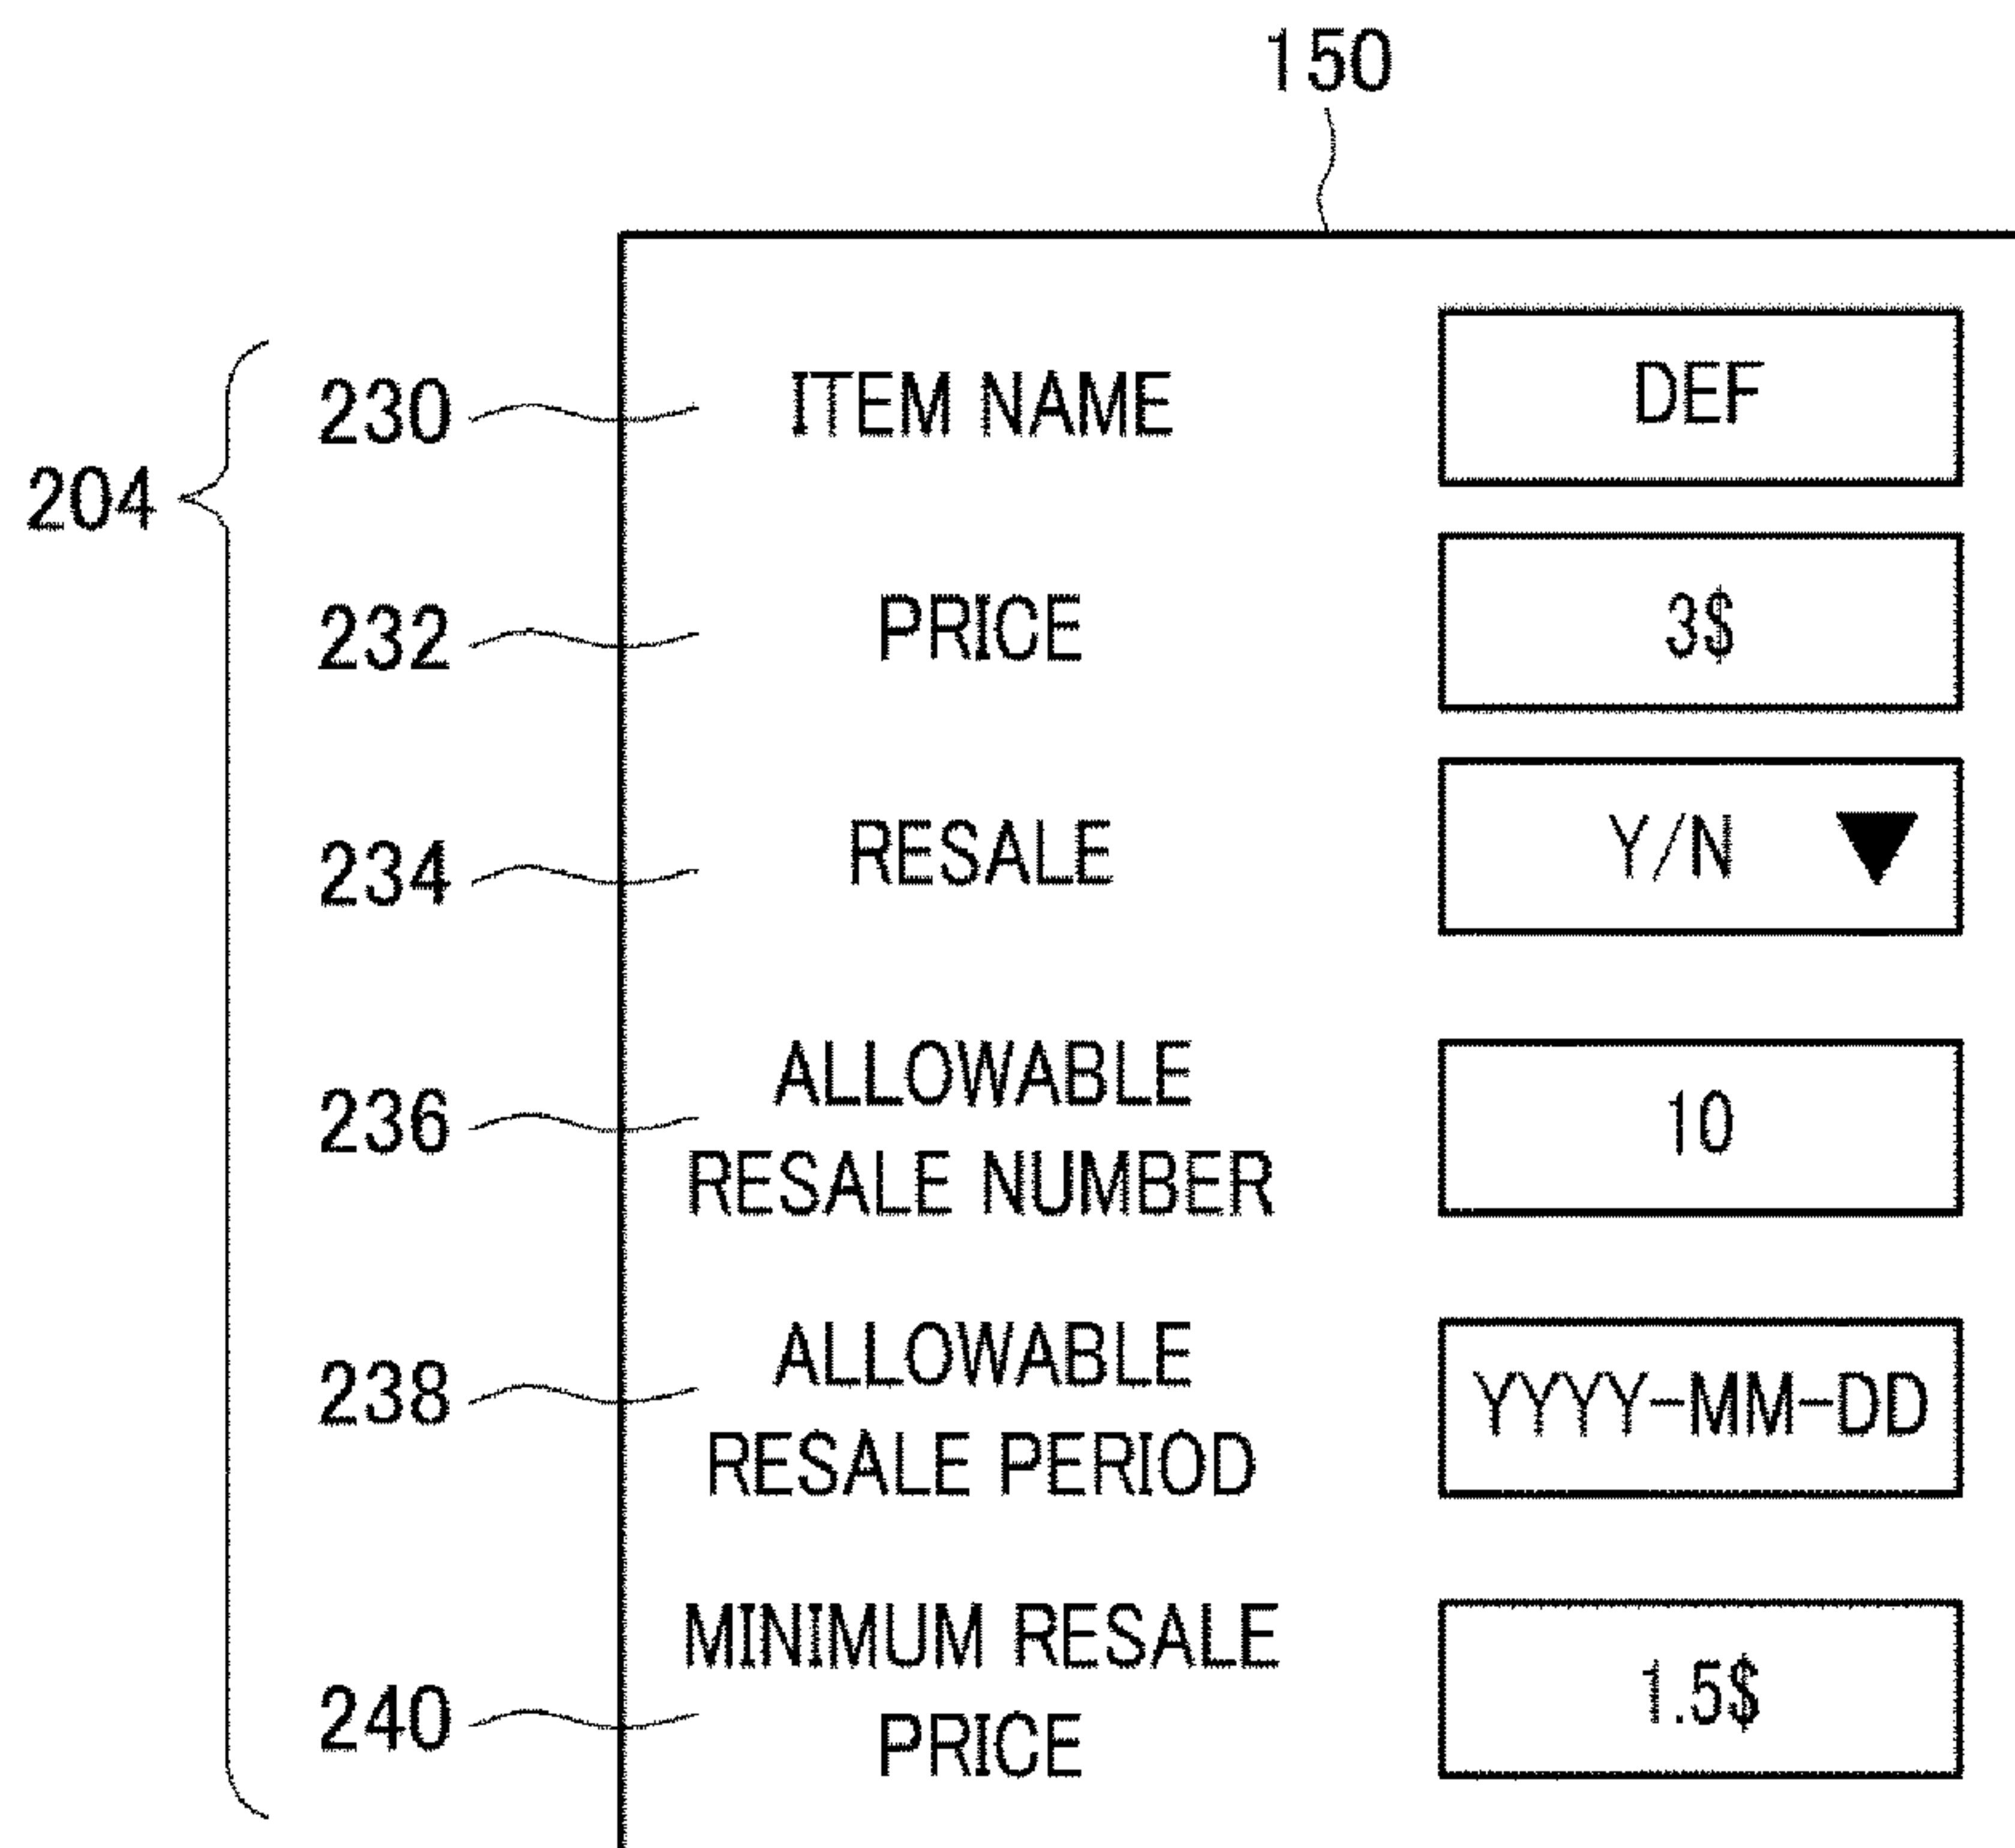 150
204
230 ITEM NAME DEF
232 PRICE 3$
234 RESALE Y/N ▼
236 ALLOWABLE
RESALE NUMBER 10
238 ALLOWABLE
RESALE PERIOD YYYY-MM-DD
240 MINIMUM RESALE
PRICE 1.5$